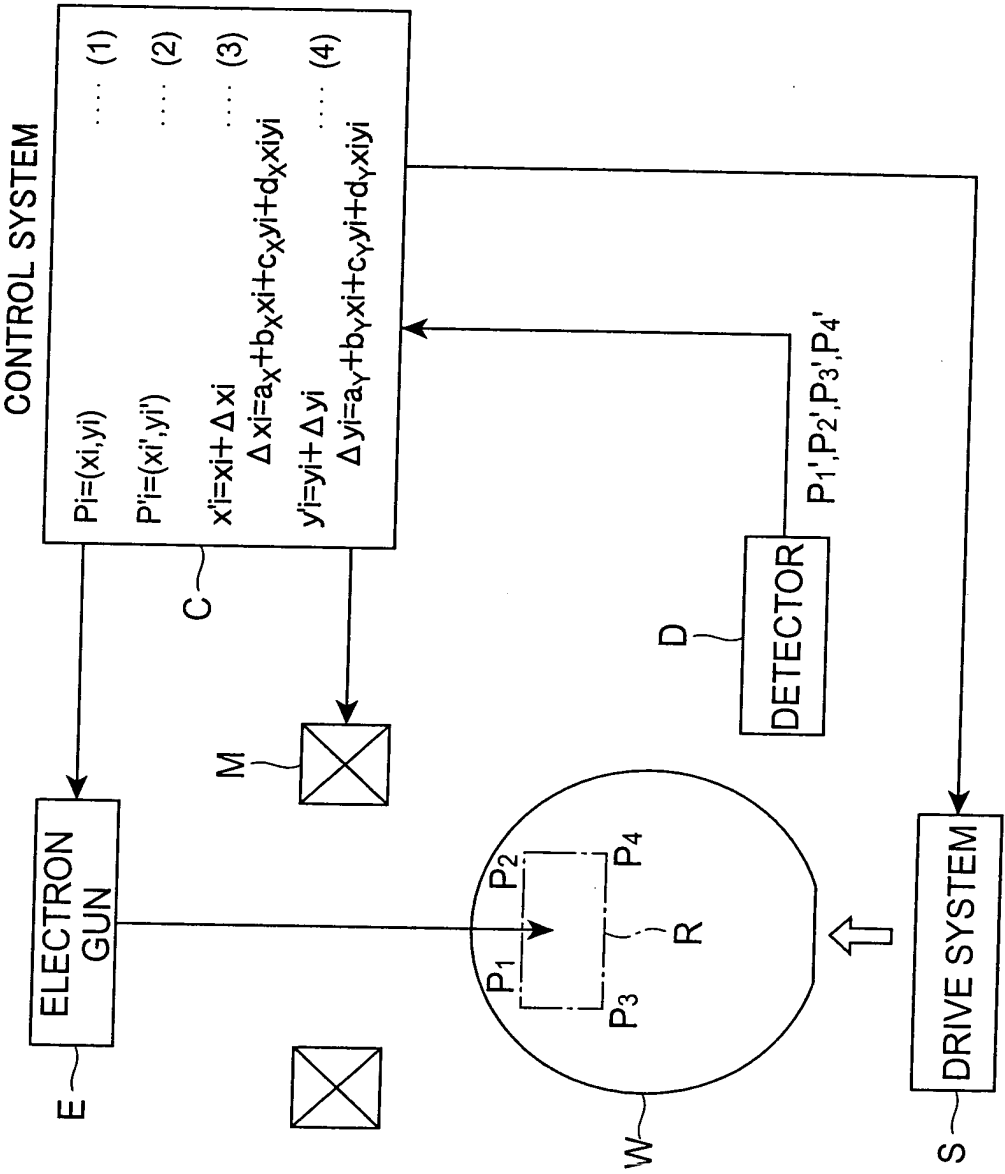 CONTROL SYSTEM
Pi=(xi,yi) ..... (1)
P'i=(xi',yi') ..... (2)
x'i=xi+Δxi ..... (3)
Δxi=aX+bXxi+cXyi+dXxiyi
y'i=yi+Δyi ..... (4)
Δyi=aY+bYxi+cYyi+dYxiyi
C
ELECTRON
GUN
E
M
P1
P2
P3
P4
R
W
D
DETECTOR
P1',P2',P3',P4'
DRIVE SYSTEM
S